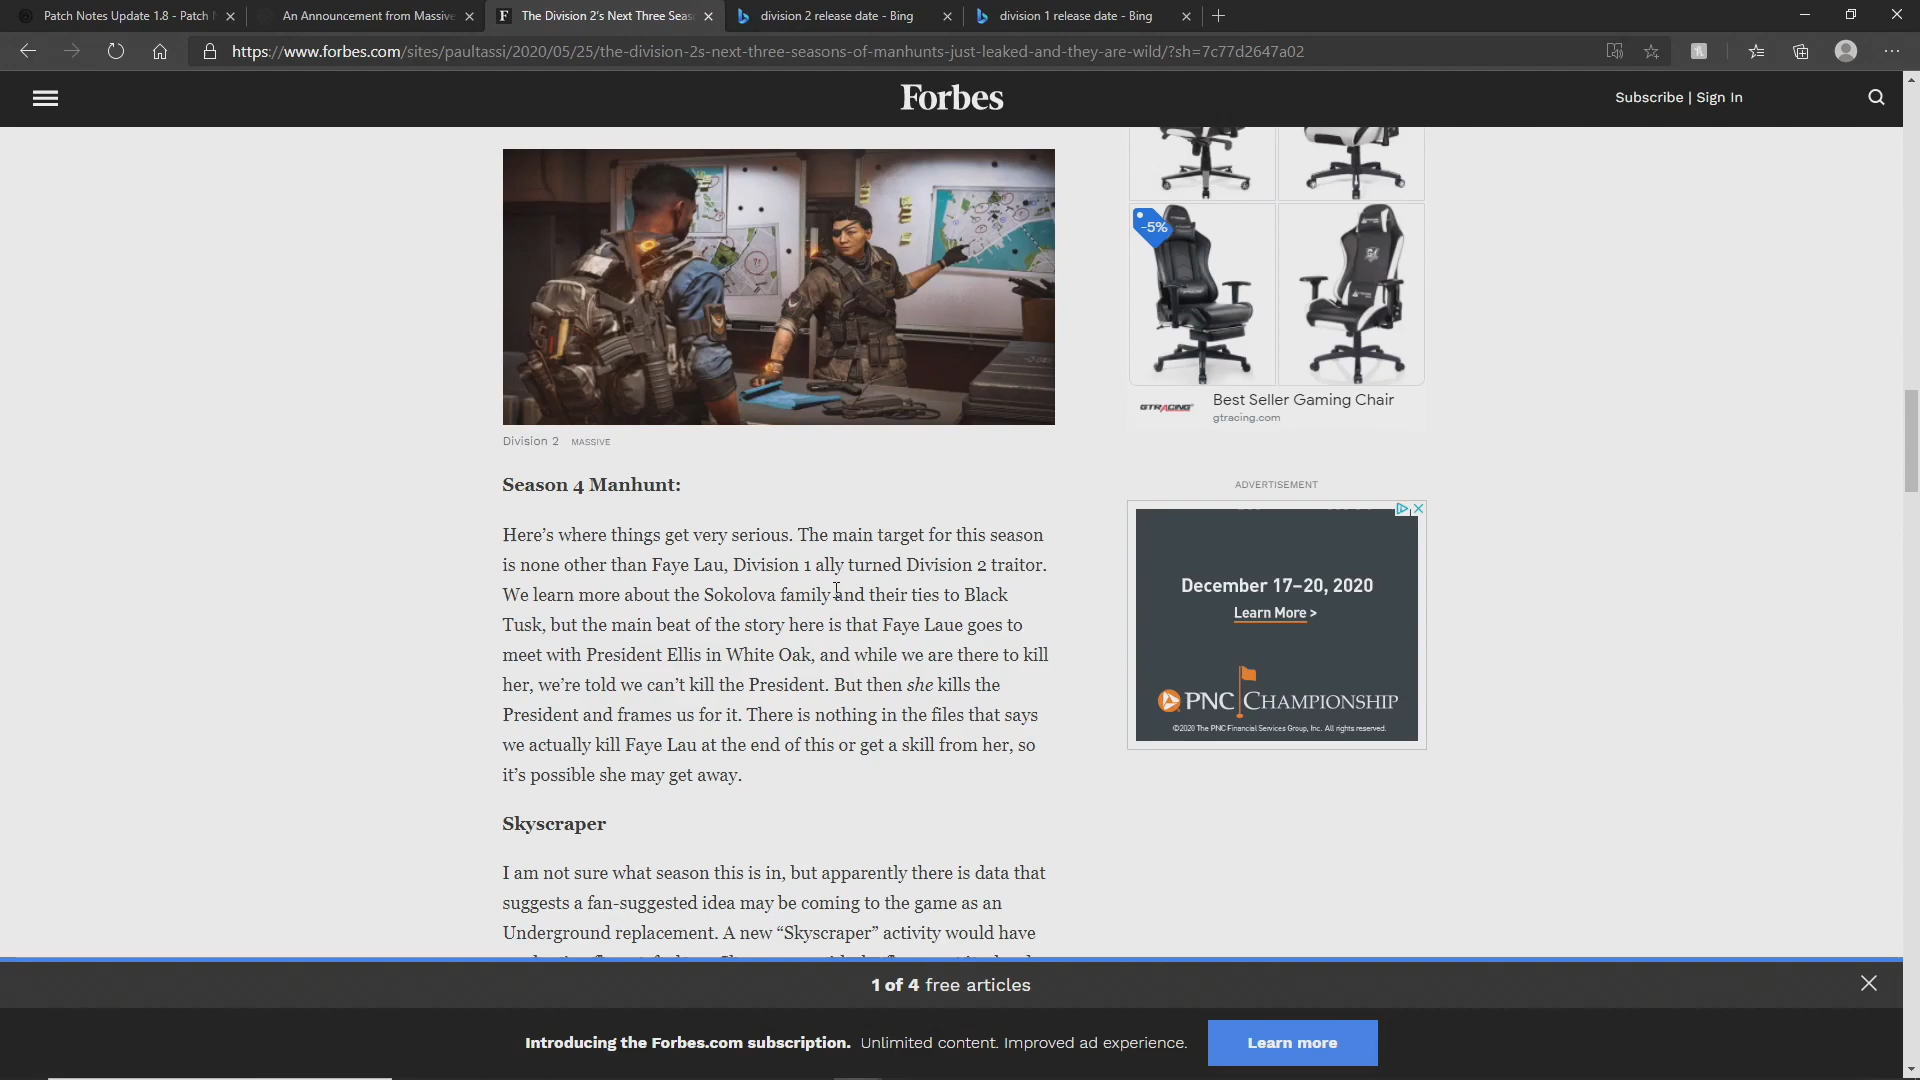 Patch Notes Update 1.8 - Patch
An Announcement from Massive
The Division 2's Next Three Seas
division 2 release date - Bing
division 1 release date - Bing
https://www.forbes.com/sites/paultassi/2020/05/25/the-division-2s-next-three-seasons-of-manhunts-just-leaked-and-they-are-wild/?sh=7c77d2647a02
Forbes
Subscribe | Sign In
-5%
GTRACING
Best Seller Gaming Chair
gtracing.com
Division 2 MASSIVE
Season 4 Manhunt:
Here's where things get very serious. The main target for this season
is none other than Faye Lau, Division 1 ally turned Division 2 traitor.
We learn more about the Sokolova family and their ties to Black
Tusk, but the main beat of the story here is that Faye Laue goes to
meet with President Ellis in White Oak, and while we are there to kill
her, we're told we can't kill the President. But then she kills the
President and frames us for it. There is nothing in the files that says
we actually kill Faye Lau at the end of this or get a skill from her, so
it's possible she may get away.
Skyscraper
I am not sure what season this is in, but apparently there is data that
suggests a fan-suggested idea may be coming to the game as an
Underground replacement. A new “Skyscraper” activity would have
ADVERTISEMENT
December 17–20, 2020
Learn More >
PNC CHAMPIONSHIP
©2020 The PNC Financial Services Group, Inc. All rights reserved.
1 of 4 free articles
Introducing the Forbes.com subscription. Unlimited content. Improved ad experience.
Learn more